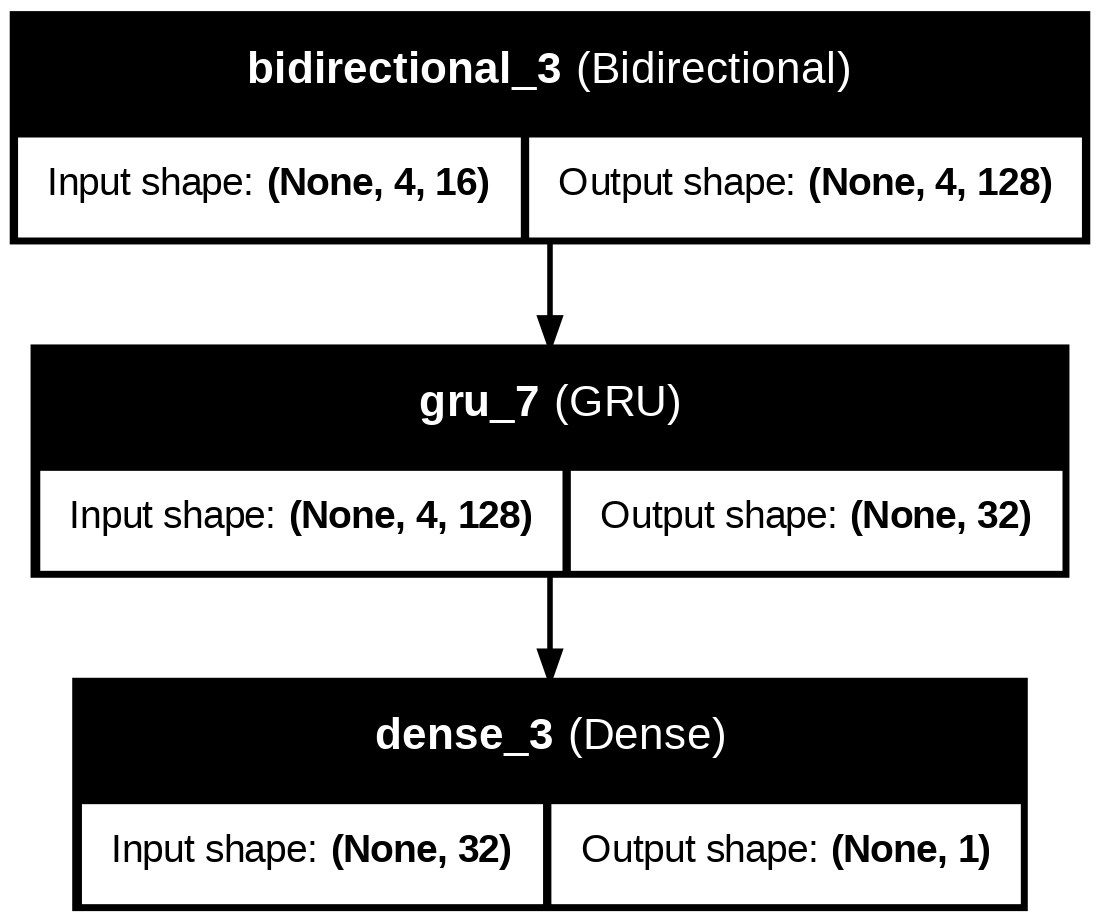 bidirectional_3 (Bidirectional)
Input shape: (None, 4, 16) Output shape: (None, 4, 128)
gru_7 (GRU)
Input shape: (None, 4, 128) Output shape: (None, 32)
dense_3 (Dense)
Input shape: (None, 32) Output shape: (None, 1)